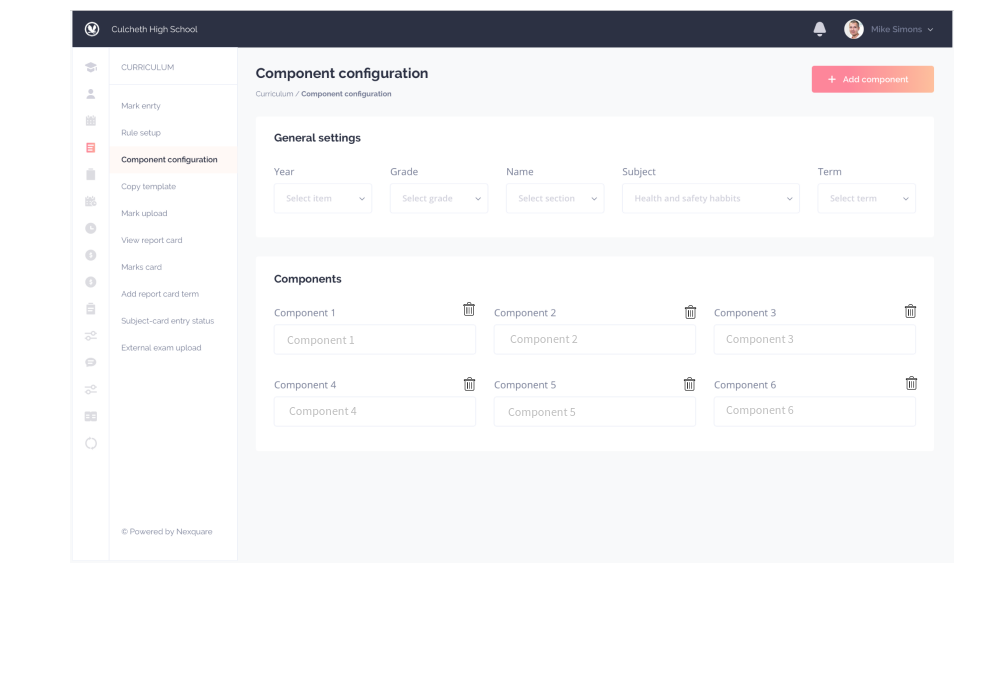 Culcheth High School
Mike Simons
CURRICULUM
Mark enrty
Rule setup
Component configuration
Copy template
Mark upload
View report card
Marks card
Add report card term
Subject-card entry status
External exam upload
© Powered by Nexquare
Component configuration
Curriculum / Component configuration
+ Add component
General settings
Year Grade Name Subject Term
Select item Select grade Select section Health and safety habbits Select term
Components
Component 1 Component 2 Component 3
Component 1 Component 2 Component 3
Component 4 Component 5 Component 6
Component 4 Component 5 Component 6